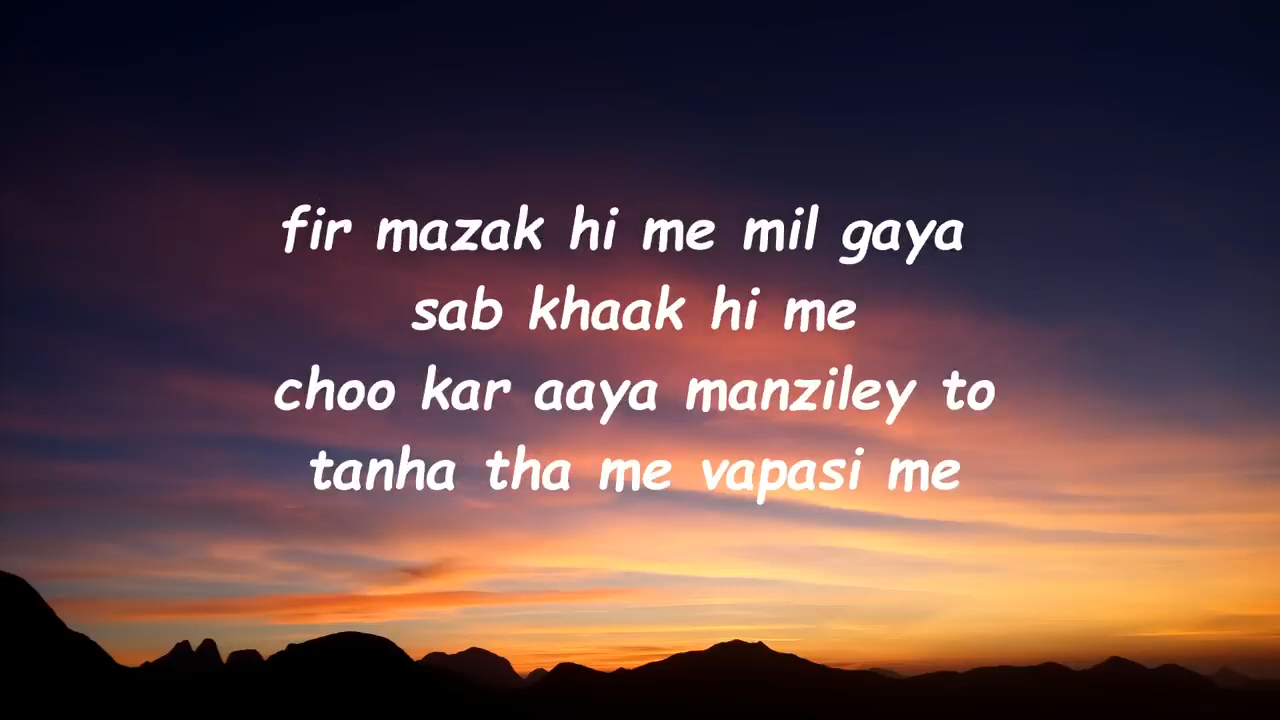 fir mazak hi me mil gaya
sab khaak hi me
choo kar aaya manziley to
tanha tha me vapasi me